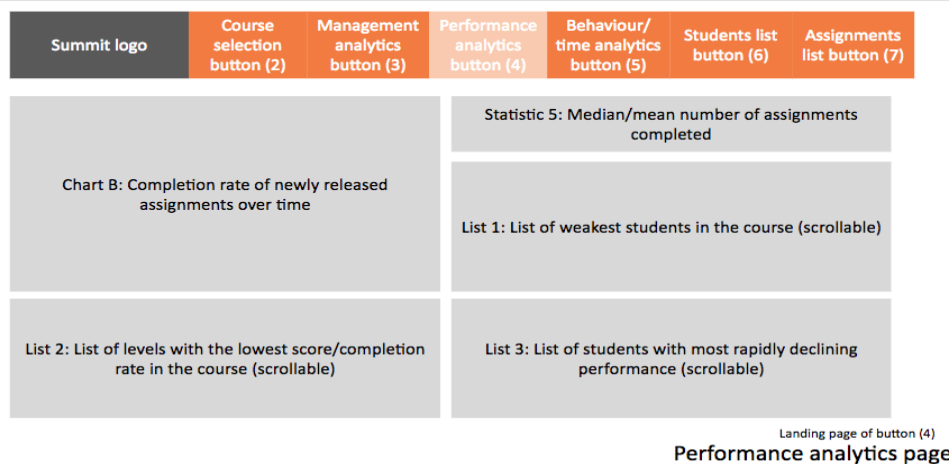 Summit logo
Course
selection
button (2)
Management
analytics
button (3)
Performance
analytics
button (4)
Behaviour/
time analytics
button (5)
Students list
button (6)
Assignments
list button (7)
Chart B: Completion rate of newly released
assignments over time
Statistic 5: Median/mean number of assignments
completed
List 1: List of weakest students in the course (scrollable)
List 2: List of levels with the lowest score/completion
rate in the course (scrollable)
List 3: List of students with most rapidly declining
performance (scrollable)
Landing page of button (4)
Performance analytics page